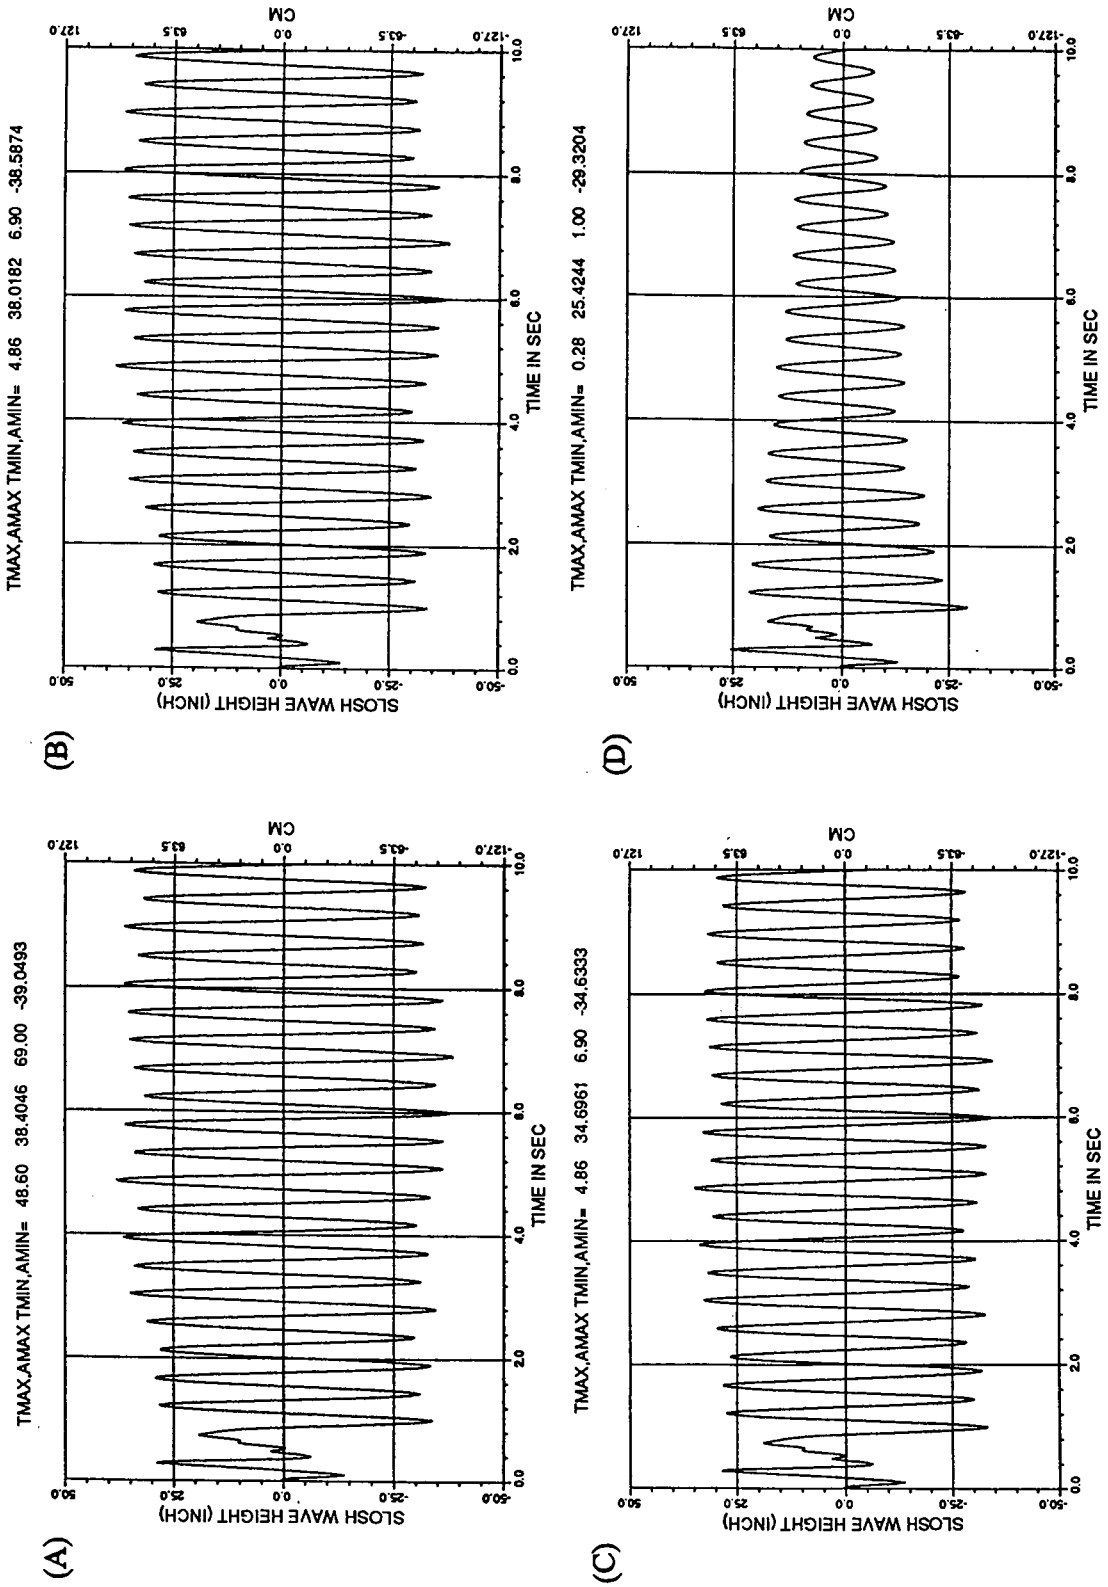 (A)
TMAX,AMAX TMIN,AMIN= 48.60 38.4046 69.00 -39.0493
SLOSH WAVE HEIGHT (INCH)
50.0
25.0
0.0
-25.0
-50.0
0.0 2.0 4.0 6.0 8.0 10.0
TIME IN SEC
127.0
63.5
0.0
-63.5
-127.0
CM
(B)
TMAX,AMAX TMIN,AMIN= 4.86 38.0182 6.90 -38.5874
SLOSH WAVE HEIGHT (INCH)
50.0
25.0
0.0
-25.0
-50.0
0.0 2.0 4.0 6.0 8.0 10.0
TIME IN SEC
127.0
63.5
0.0
-63.5
-127.0
CM
(C)
TMAX,AMAX TMIN,AMIN= 4.86 34.6961 6.90 -34.6333
SLOSH WAVE HEIGHT (INCH)
50.0
25.0
0.0
-25.0
-50.0
0.0 2.0 4.0 6.0 8.0 10.0
TIME IN SEC
127.0
63.5
0.0
-63.5
-127.0
CM
(D)
TMAX,AMAX TMIN,AMIN= 0.28 25.4244 1.00 -29.3204
SLOSH WAVE HEIGHT (INCH)
50.0
25.0
0.0
-25.0
-50.0
0.0 2.0 4.0 6.0 8.0 10.0
TIME IN SEC
127.0
63.5
0.0
-63.5
-127.0
CM